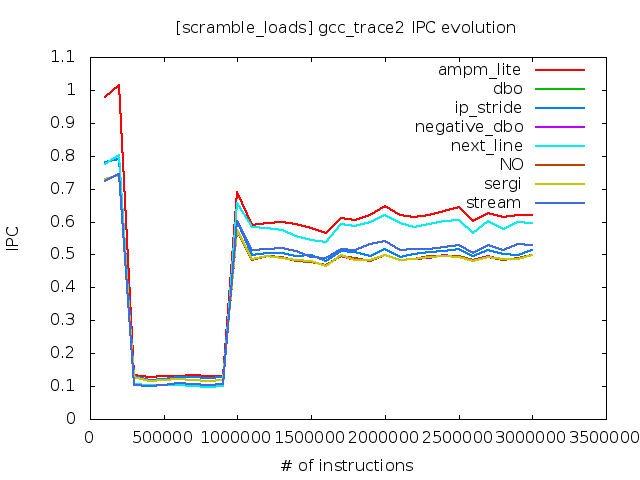 [scramble_loads] gcc_trace2 IPC evolution
1.1
1
0.9
0.8
0.7
0.6
0.5
0.4
0.3
0.2
0.1
0
IPC
ampm_lite
dbo
ip_stride
negative_dbo
next_line
NO
sergi
stream
0 500000 1000000 1500000 2000000 2500000 3000000 3500000
# of instructions